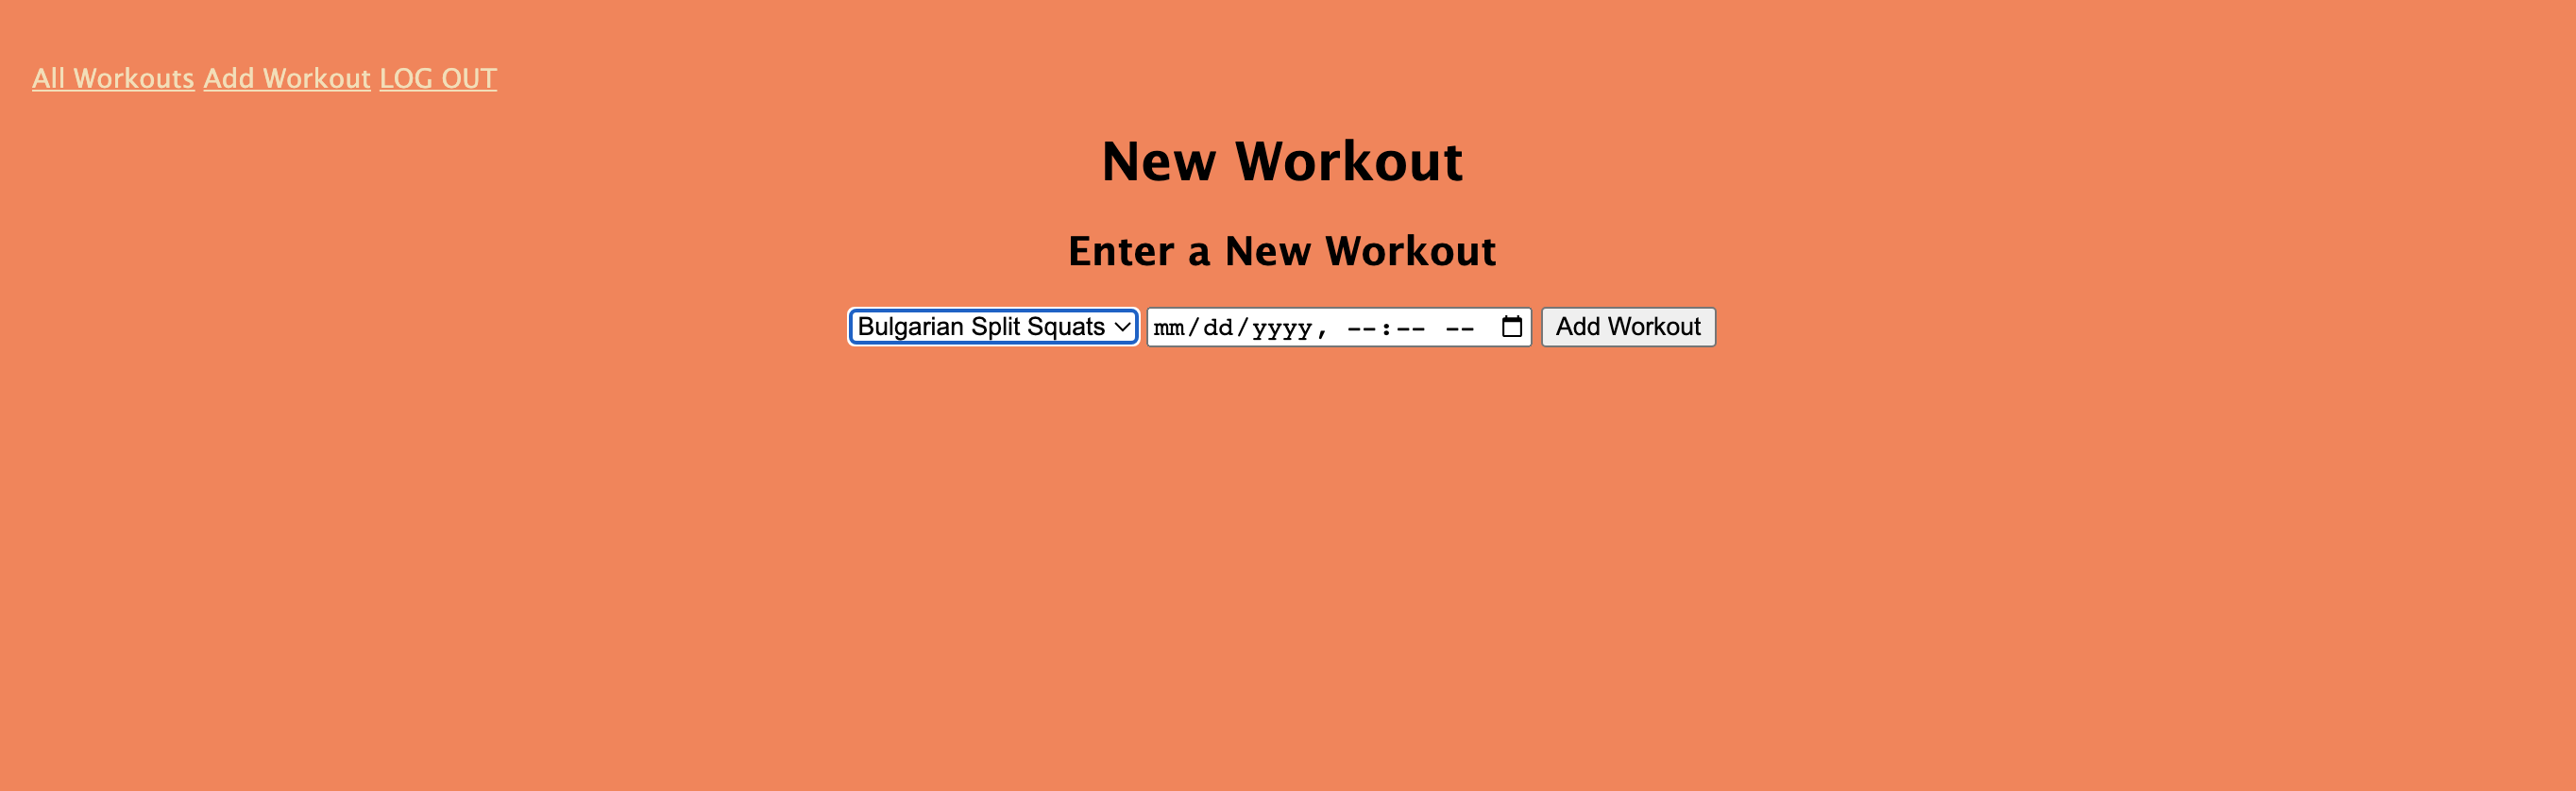 All Workouts Add Workout LOG OUT
New Workout
Enter a New Workout
Bulgarian Split Squats mm/dd/yyyy, --:-- -- Add Workout